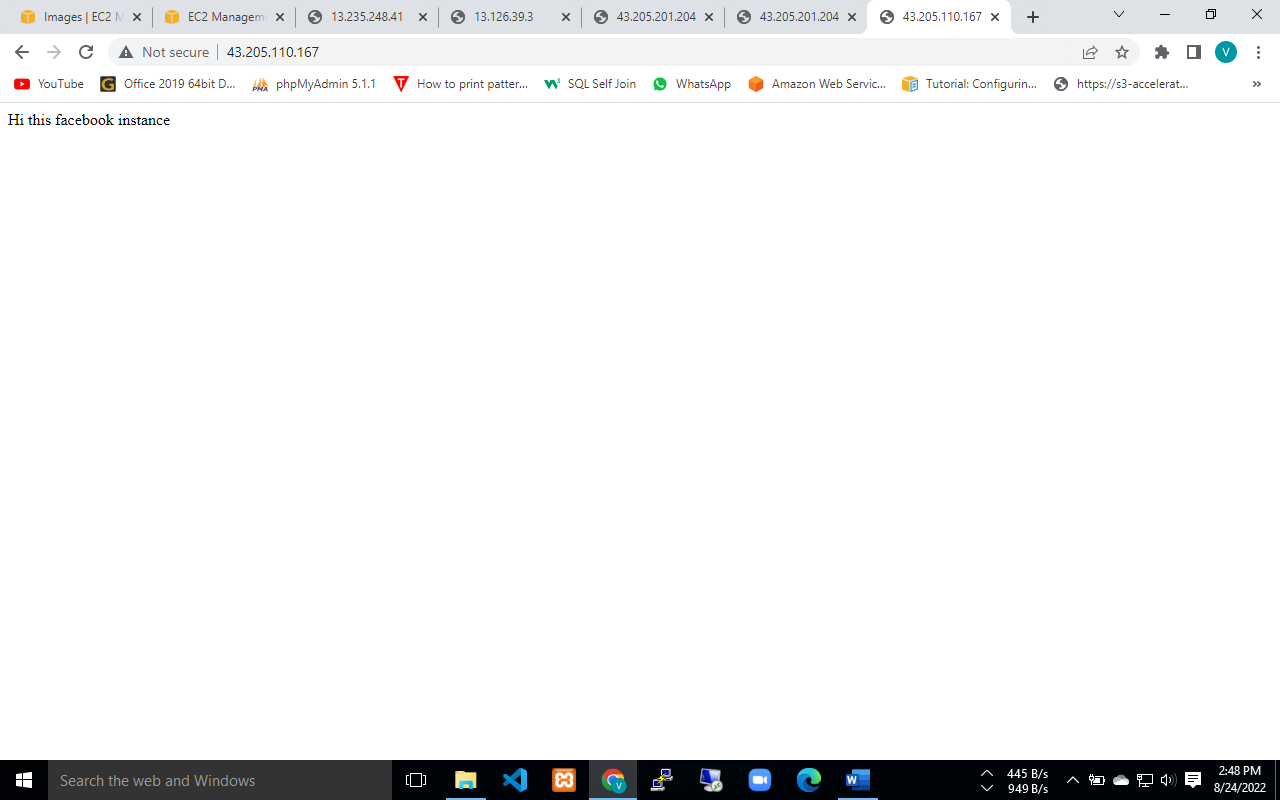 Images | EC2 M
EC2 Managem
13.235.248.41
13.126.39.3
43.205.201.204
43.205.201.204
43.205.110.167
Not secure
43.205.110.167
V
YouTube
G
Office 2019 64bit D...
PMA
phpMyAdmin 5.1.1
T
How to print patter...
W3
SQL Self Join
WhatsApp
Amazon Web Servic...
Tutorial: Configurin...
https://s3-accelerat...
»
Hi this facebook instance
Search the web and Windows
V
W
445 B/s
949 B/s
2:48 PM
8/24/2022